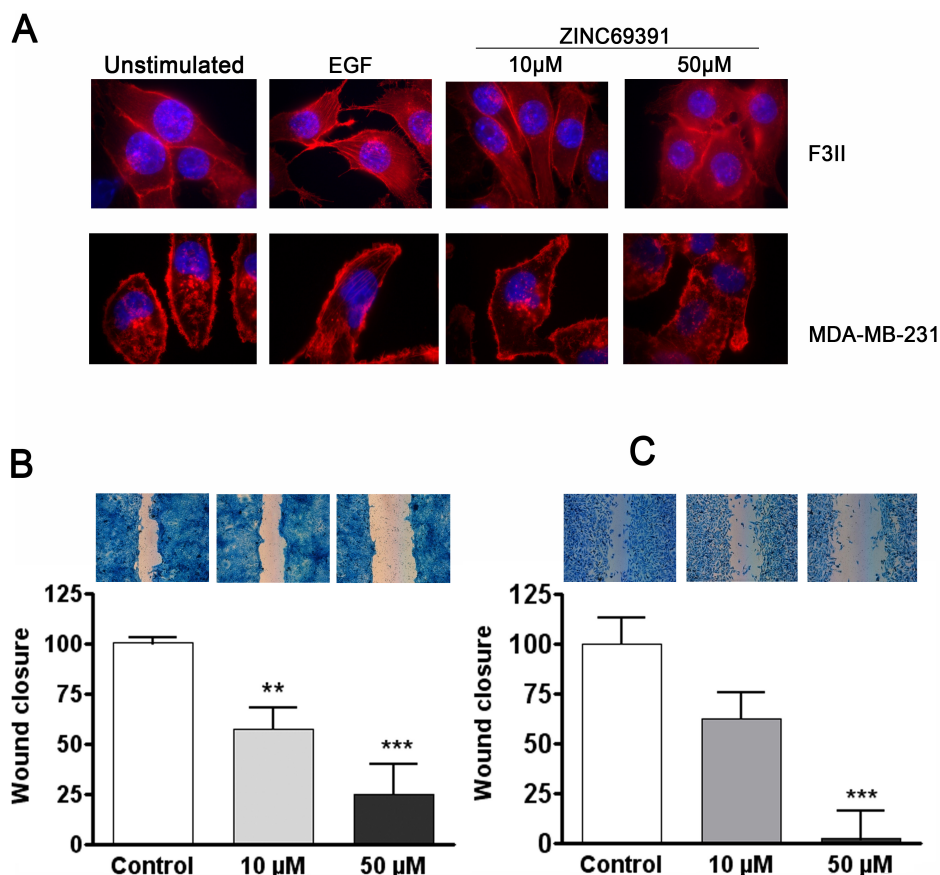 A
ZINC69391
Unstimulated EGF 10µM 50µM
F3II
MDA-MB-231
B
125
100
75
50
25
0
Wound closure
**
***
Control 10 µM 50 µM
C
125
100
75
50
25
0
Wound closure
***
Control 10 µM 50 µM